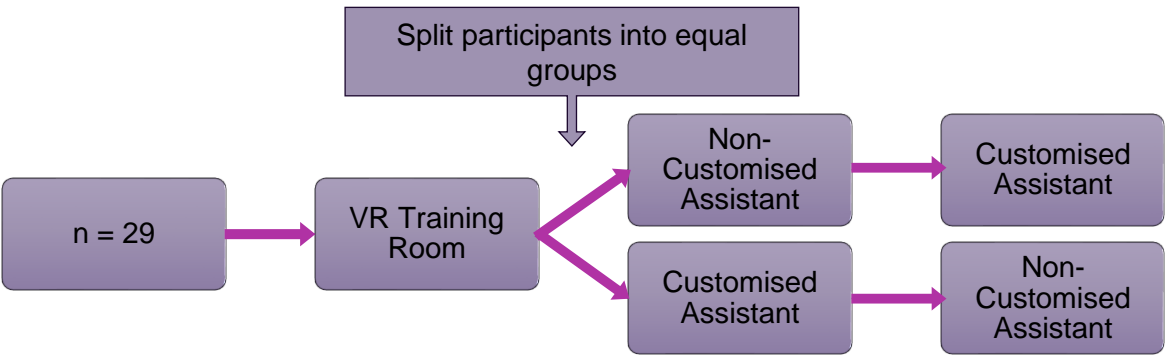 Split participants into equal
groups
n = 29
VR Training
Room
Non-
Customised
Assistant
Customised
Assistant
Customised
Assistant
Non-
Customised
Assistant